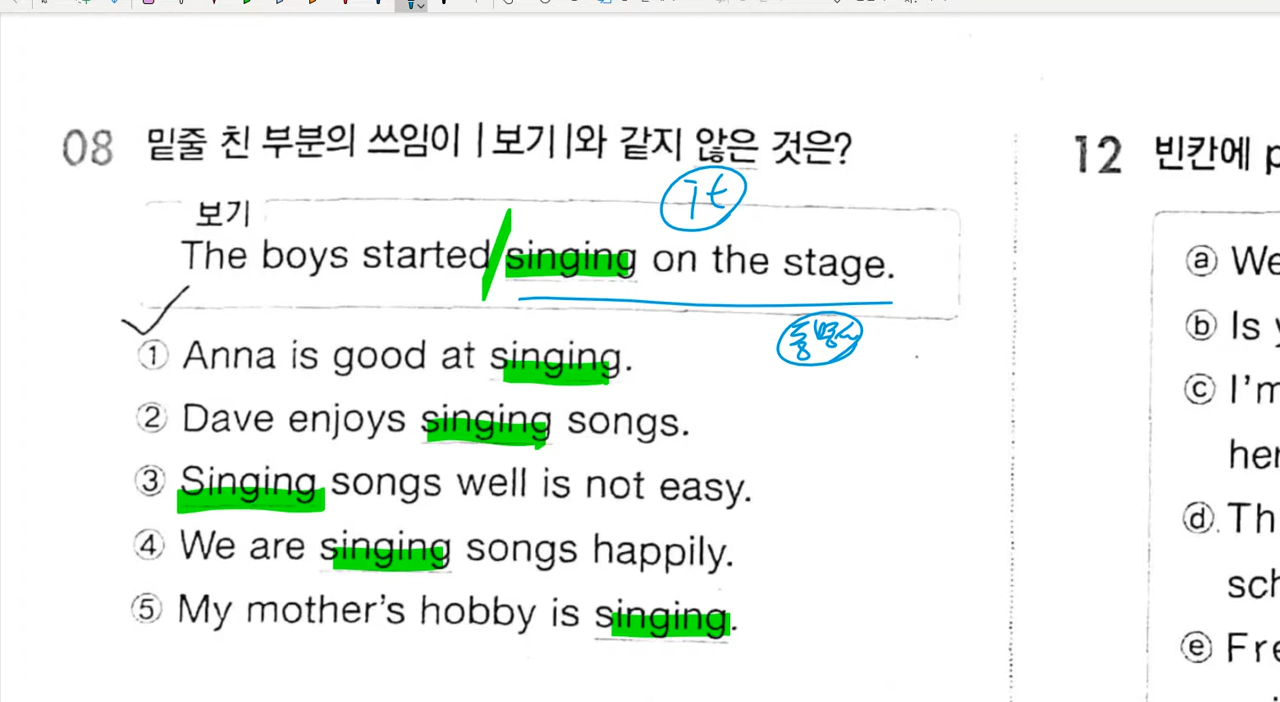 08 밑줄 친 부분의 쓰임이 |보기|와 같지 않은 것은?
보기
The boys started singing on the stage.
동명사
① Anna is good at singing.
② Dave enjoys singing songs.
③ Singing songs well is not easy.
④ We are singing songs happily.
⑤ My mother's hobby is singing.
12 빈칸에
ⓐ We
ⓑ Is
ⓒ I'm
her
ⓓ Th
sch
ⓔ Fre